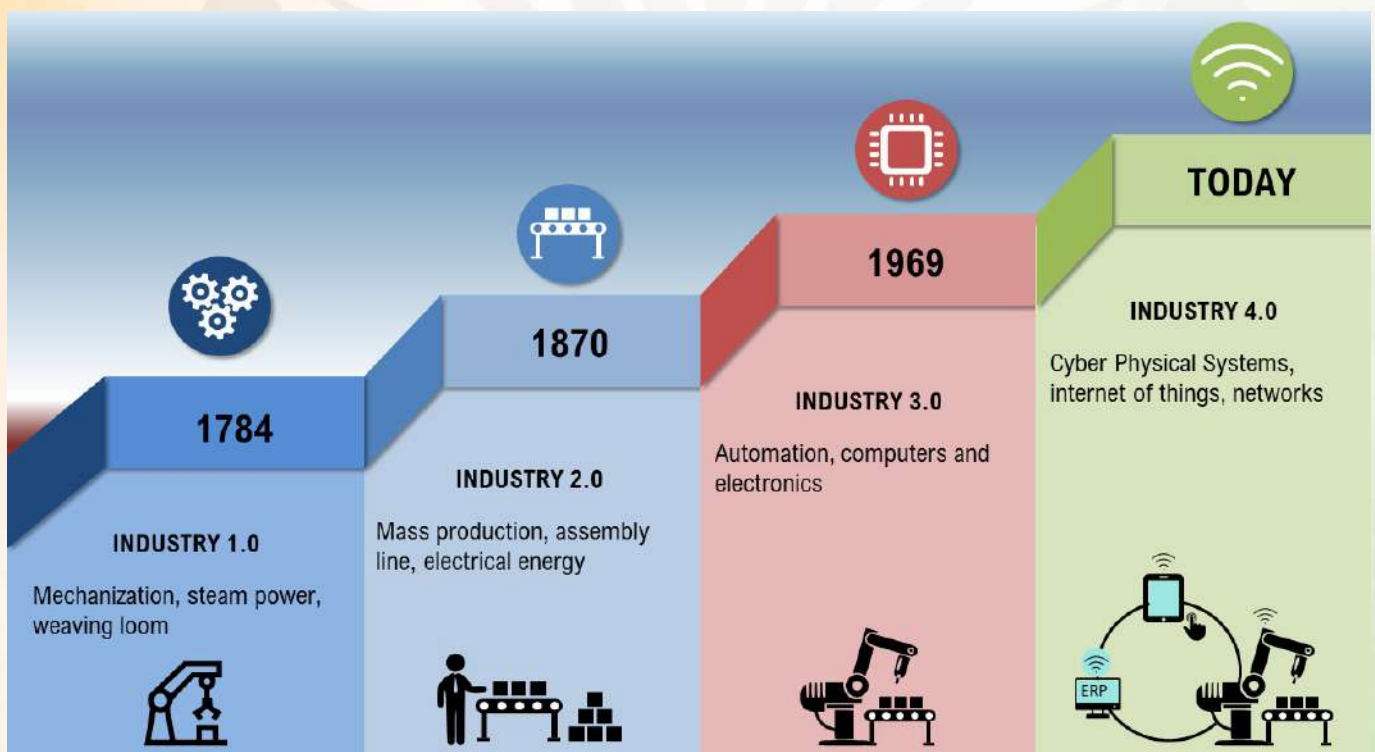 1784
INDUSTRY 1.0
Mechanization, steam power,
weaving loom
1870
INDUSTRY 2.0
Mass production, assembly
line, electrical energy
1969
INDUSTRY 3.0
Automation, computers and
electronics
TODAY
INDUSTRY 4.0
Cyber Physical Systems,
internet of things, networks
ERP